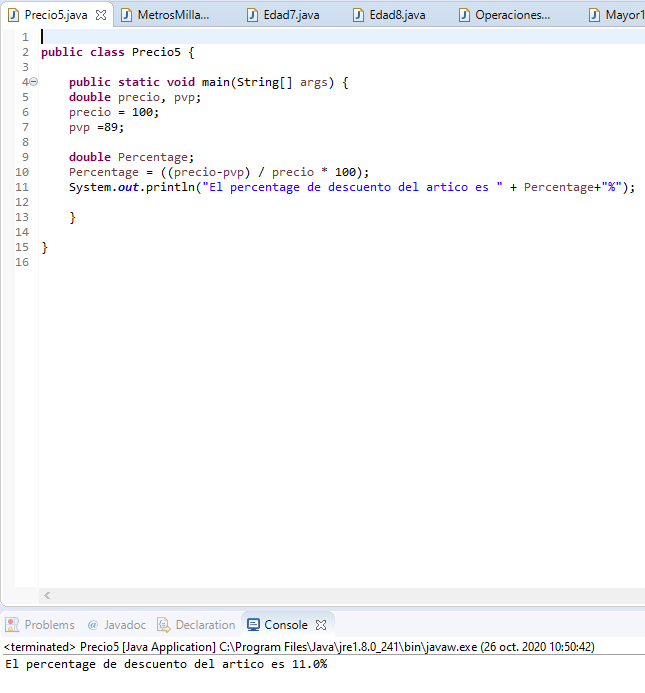 Precio5.java MetrosMilla... Edad7.java Edad8.java Operaciones... Mayor1
1
2 public class Precio5 {
3
4 public static void main(String[] args) {
5 double precio, pvp;
6 precio = 100;
7 pvp =89;
8
9 double Percentage;
10 Percentage = ((precio-pvp) / precio * 100);
11 System.out.println("El percentage de descuento del artico es " + Percentage+"%");
12
13 }
14
15 }
16
Problems @ Javadoc Declaration Console
<terminated> Precio5 [Java Application] C:\Program Files\Java\jre1.8.0_241\bin\javaw.exe (26 oct. 2020 10:50:42)
El percentage de descuento del artico es 11.0%